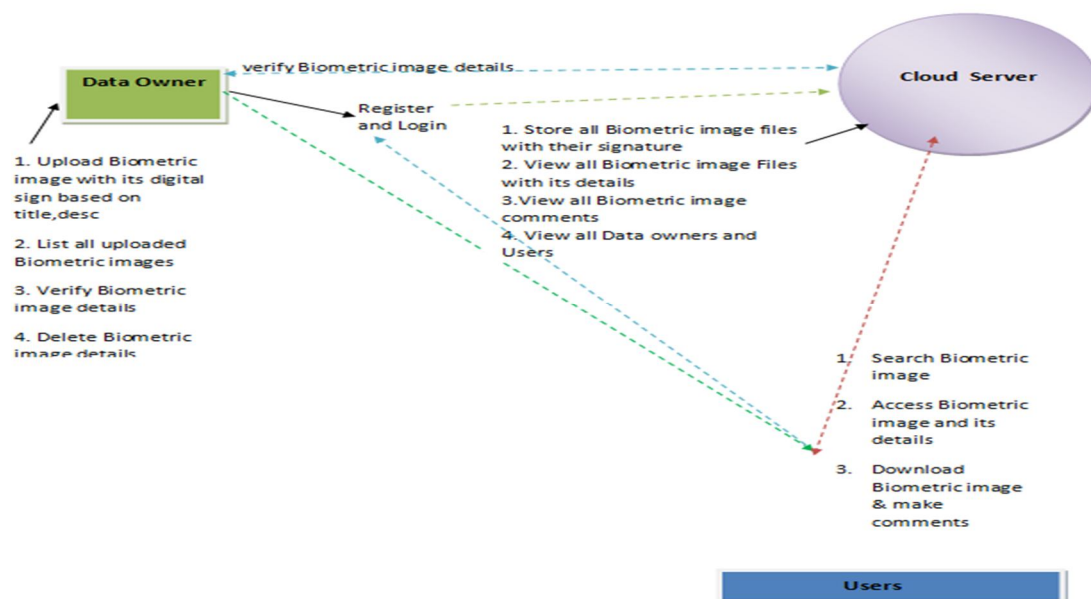 verify Biometric image details
Data Owner
Cloud Server
Register
and Login
1. Upload Biometric
image with its digital
sign based on
title,desc
2. List all uploaded
Biometric images
3. Verify Biometric
image details
4. Delete Biometric
image details
1. Store all Biometric image files
with their signature
2. View all Biometric image Files
with its details
3.View all Biometric image
comments
4. View all Data owners and
Users
1. Search Biometric
image
2. Access Biometric
image and its
details
3. Download
Biometric image
& make
comments
Users